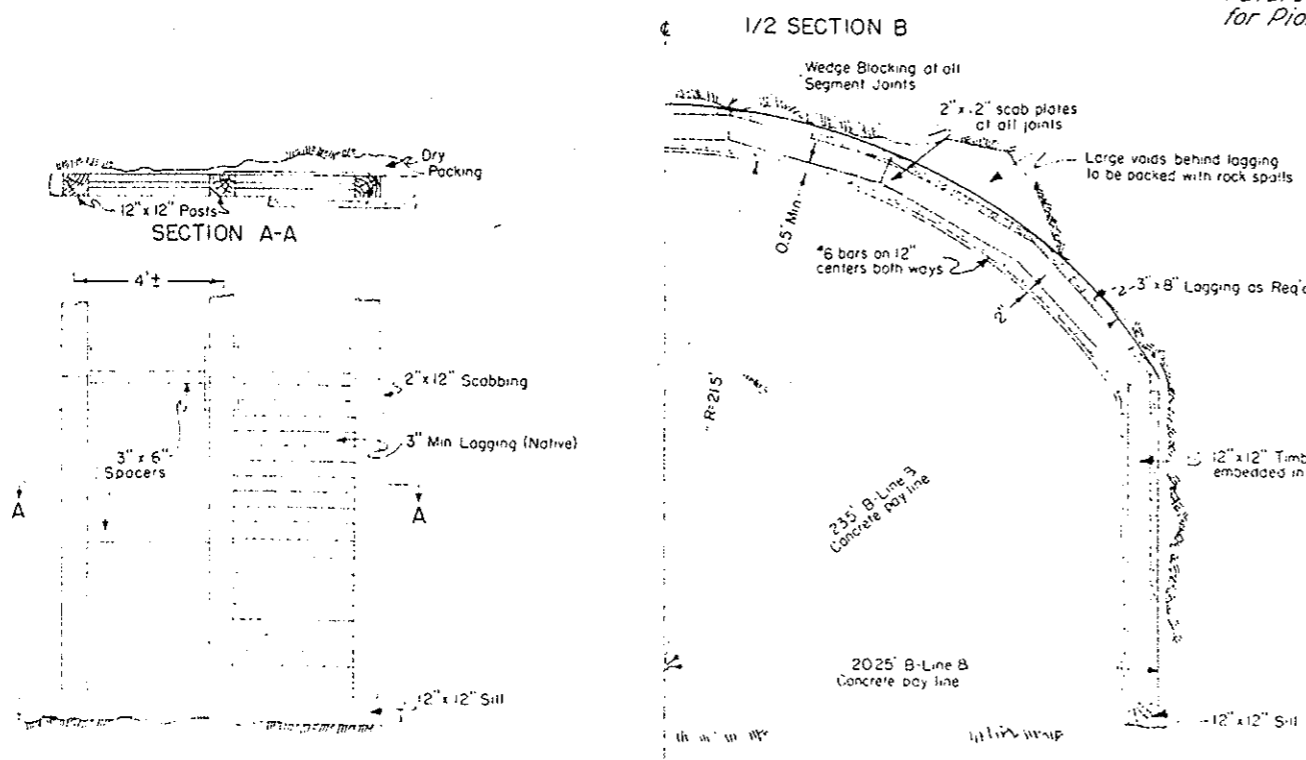 for Pio
℄
1/2 SECTION B
Wedge Blocking at all
Segment Joints
2" x 12" scab plates
at all joints
Large voids behind lagging
to be packed with rock spalls
Dry
Packing
12" x 12" Posts
SECTION A-A
0.5' Min
#6 bars on 12"
centers both ways
3" x 8" Lagging as Req'd
2"
4'±
2" x 12" Scabbing
3" Min Lagging (Native)
3" x 6"
Spacers
A
A
R=21.5'
23.5' B-Line B
Concrete pay line
12" x 12" Timb
embedded in
20.25' B-Line B
Concrete pay line
12" x 12" Sill
12" x 12" Sill